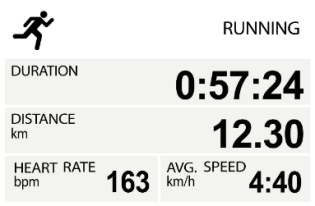 RUNNING
DURATION
0:57:24
DISTANCE
km
12.30
HEART RATE
bpm
163
AVG. SPEED
km/h
4:40